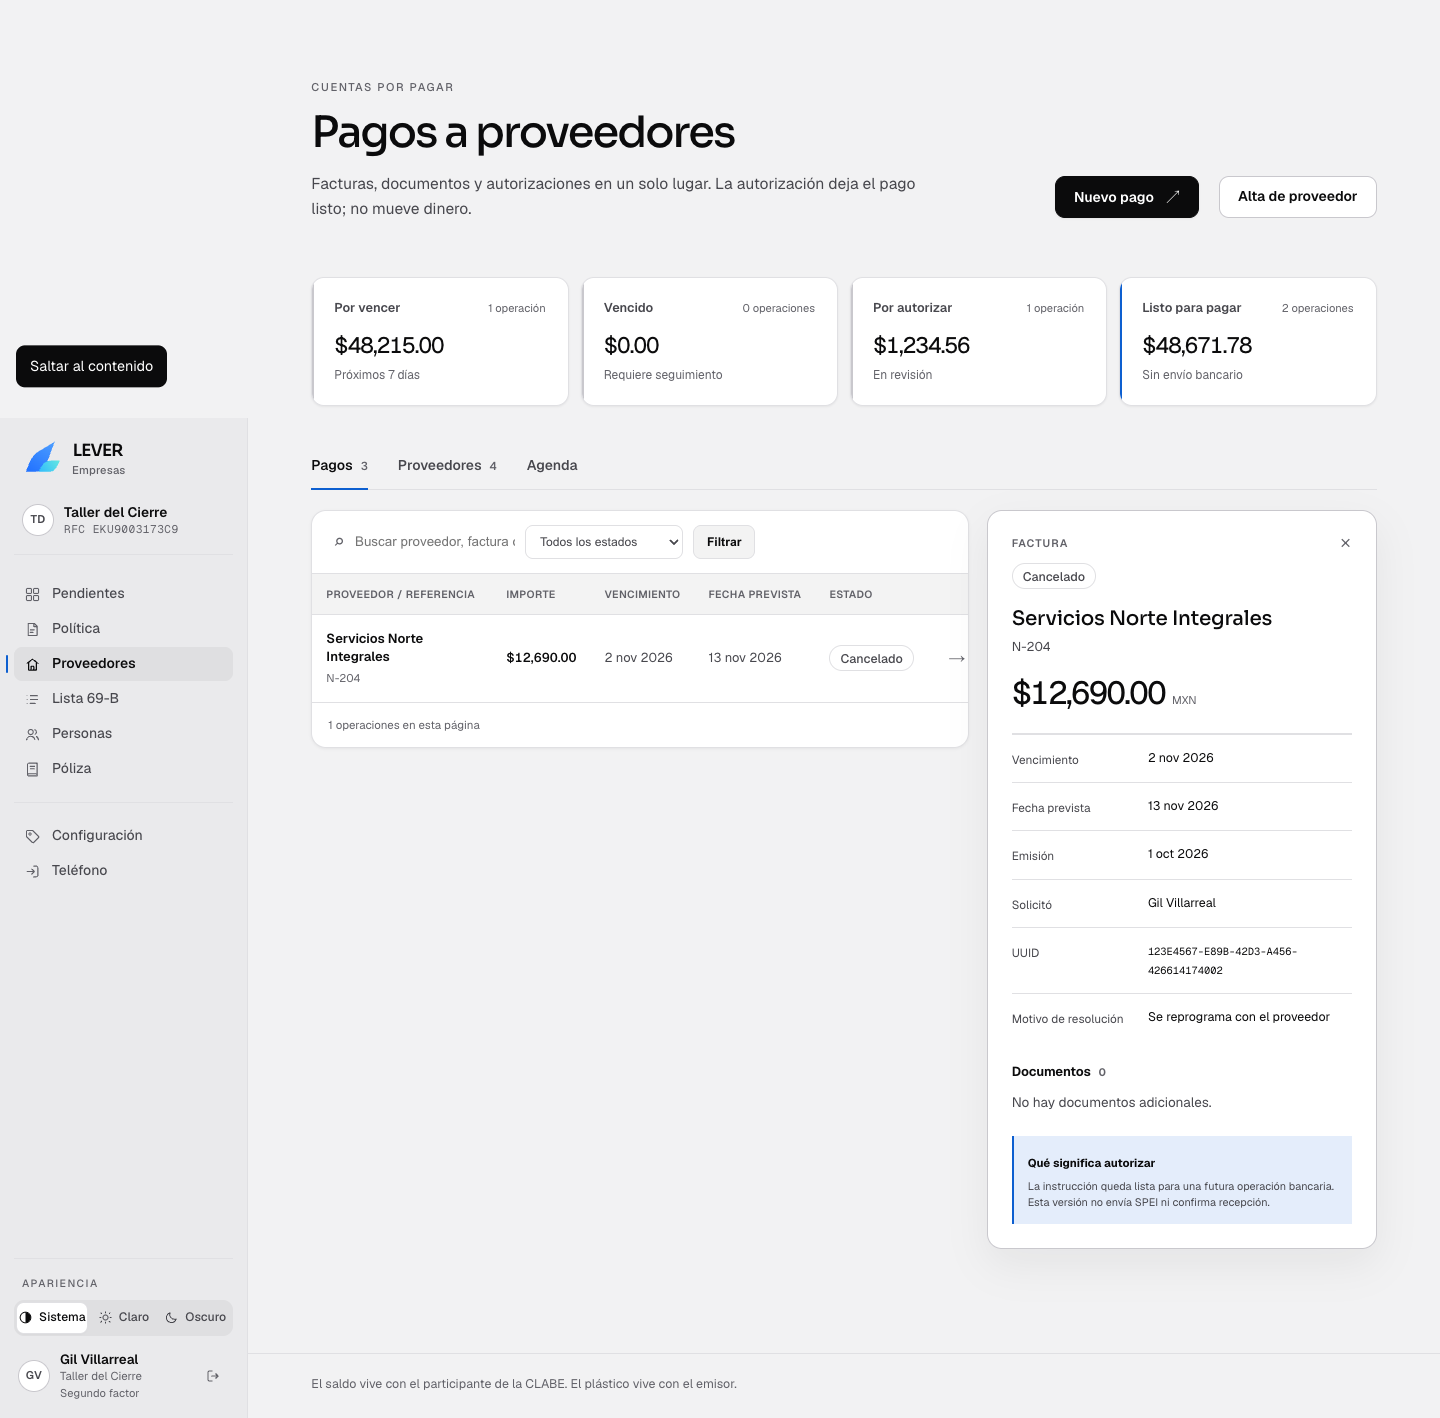 CUENTAS POR PAGAR
Pagos a proveedores
Facturas, documentos y autorizaciones en un solo lugar. La autorización deja el pago
listo; no mueve dinero.
Nuevo pago
Alta de proveedor
Por vencer
1 operación
$48,215.00
Próximos 7 días
Vencido
0 operaciones
$0.00
Requiere seguimiento
Por autorizar
1 operación
$1,234.56
En revisión
Listo para pagar
2 operaciones
$48,671.78
Sin envío bancario
Saltar al contenido
LEVER
Empresas
TD
Taller del Cierre
RFC EKU9003173C9
Pendientes
Política
Proveedores
Lista 69-B
Personas
Póliza
Configuración
Teléfono
APARIENCIA
Sistema
Claro
Oscuro
GV
Gil Villarreal
Taller del Cierre
Segundo factor
Pagos 3
Proveedores 4
Agenda
Buscar proveedor, factura
Todos los estados
Filtrar
PROVEEDOR / REFERENCIA
IMPORTE
VENCIMIENTO
FECHA PREVISTA
ESTADO
Servicios Norte
Integrales
N-204
$12,690.00
2 nov 2026
13 nov 2026
Cancelado
1 operaciones en esta página
FACTURA
Cancelado
Servicios Norte Integrales
N-204
$12,690.00 MXN
Vencimiento
2 nov 2026
Fecha prevista
13 nov 2026
Emisión
1 oct 2026
Solicitó
Gil Villarreal
UUID
123E4567-E89B-42D3-A456-
426614174002
Motivo de resolución
Se reprograma con el proveedor
Documentos 0
No hay documentos adicionales.
Qué significa autorizar
La instrucción queda lista para una futura operación bancaria.
Esta versión no envía SPEI ni confirma recepción.
El saldo vive con el participante de la CLABE. El plástico vive con el emisor.